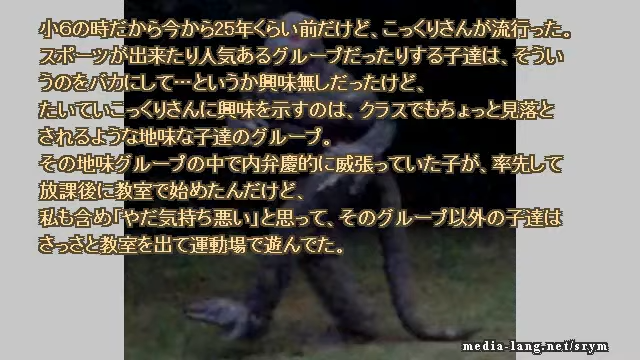 小６の時だから今から25年くらい前だけど、こっくりさんが流行った。
スポーツが出来たり人気あるグループだったりする子達は、そうい
うのをバカにして…というか興味無しだったけど、
たいていこっくりさんに興味を示すのは、クラスでもちょっと見落と
されるような地味な子達のグループ。
その地味グループの中で内弁慶的に威張っていた子が、率先して
放課後に教室で始めたんだけど、
私も含め「やだ気持ち悪い」と思って、そのグループ以外の子達は
さっさと教室を出て運動場で遊んでた。
media-lang.net/srym